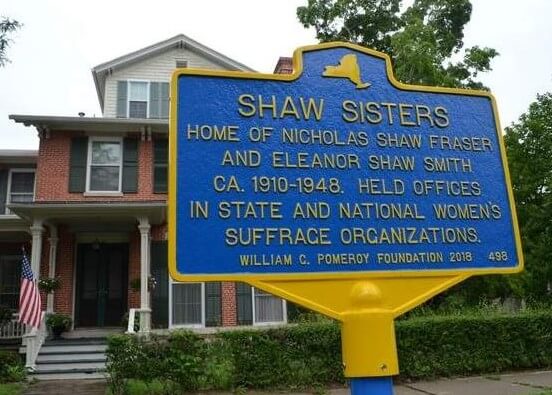 SHAW SISTERS
HOME OF NICHOLAS SHAW FRASER
AND ELEANOR SHAW SMITH
CA. 1910-1948. HELD OFFICES
IN STATE AND NATIONAL WOMEN'S
SUFFRAGE ORGANIZATIONS.
WILLIAM G. POMEROY FOUNDATION 2018 498